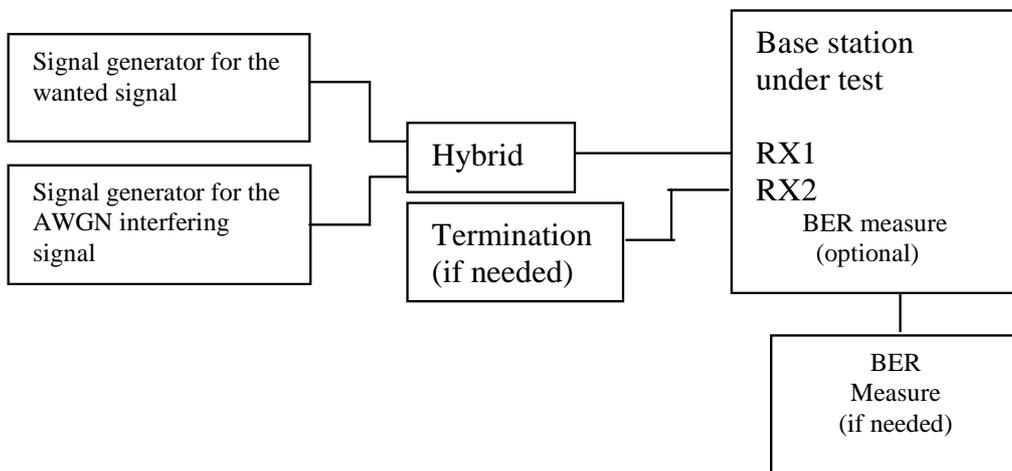 Signal generator for the
wanted signal
Signal generator for the
AWGN interfering
signal
Hybrid
Termination
(if needed)
Base station
under test
RX1
RX2
BER measure
(optional)
BER
Measure
(if needed)